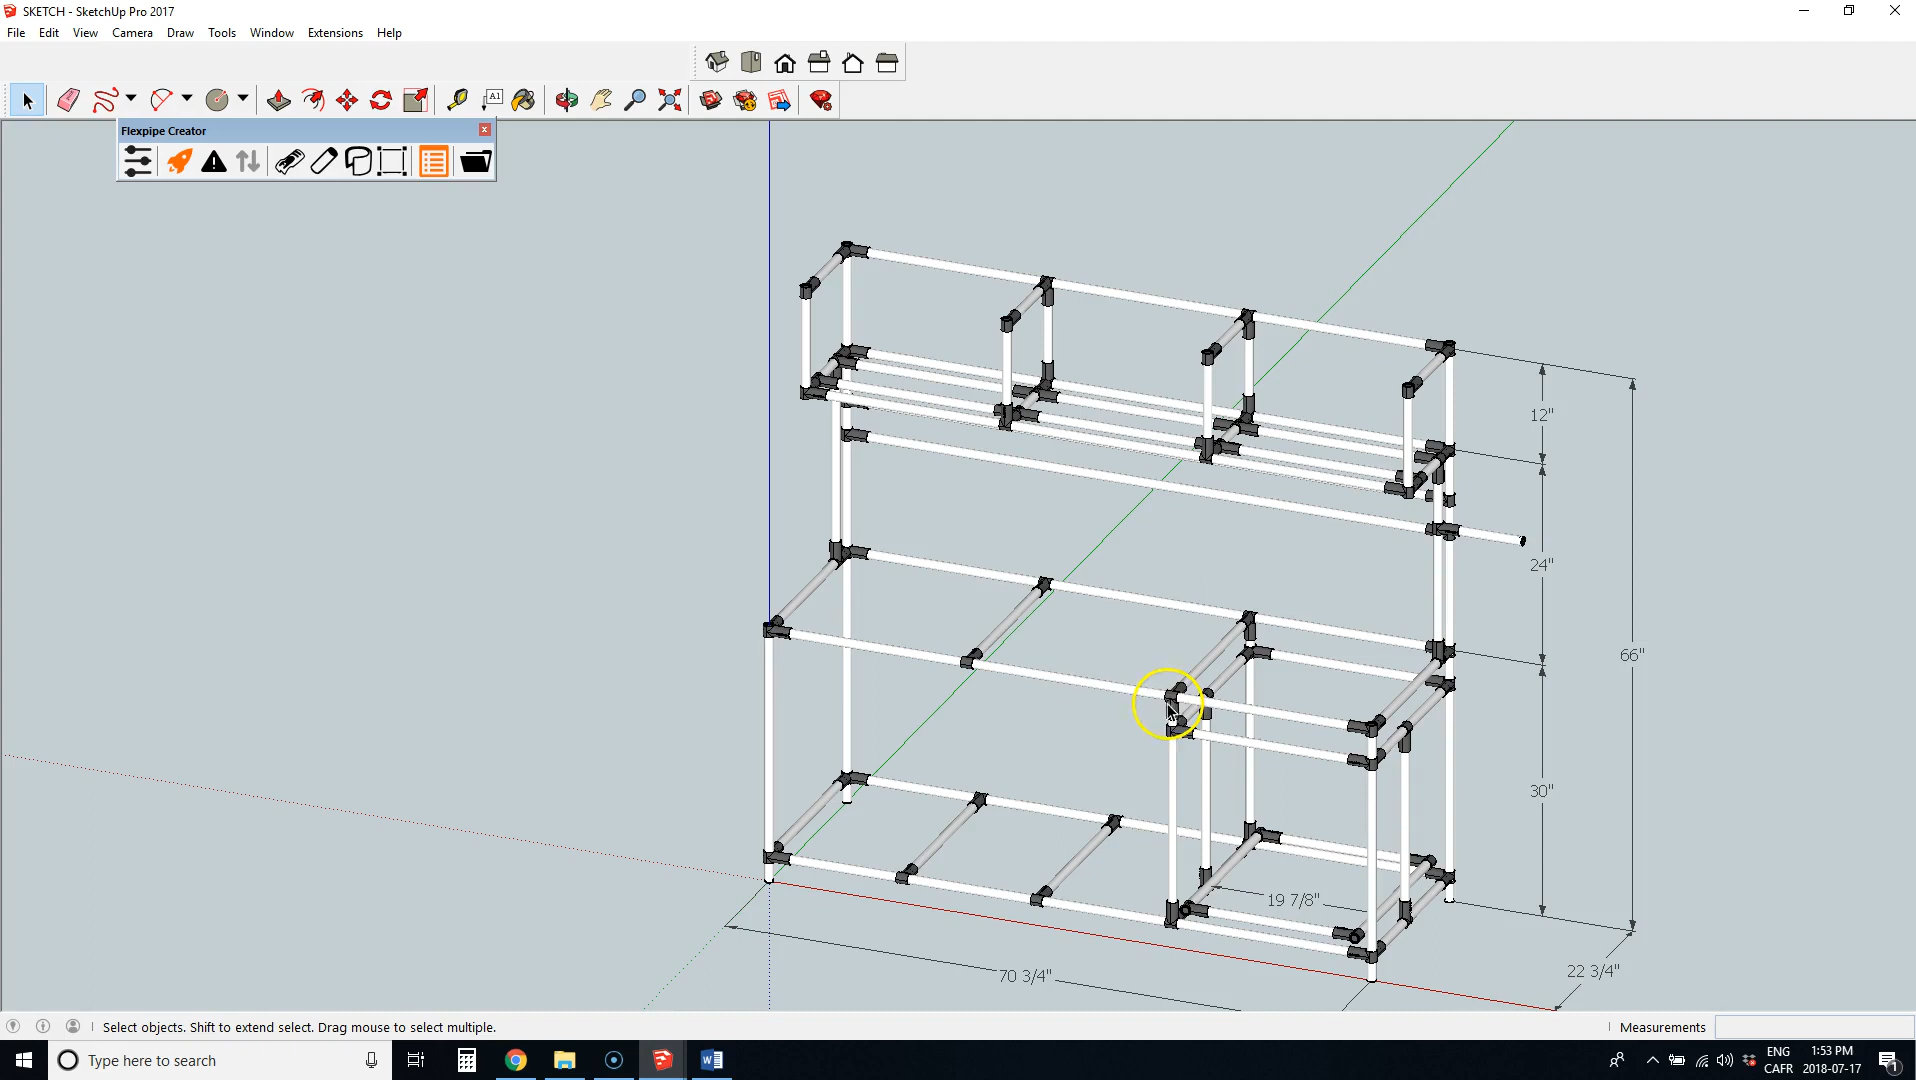 SKETCH - SketchUp Pro 2017
File Edit View Camera Draw Tools Window Extensions Help
A1
Flexpipe Creator
12"
24"
66"
30"
19 7/8"
22 3/4"
70 3/4"
Select objects. Shift to extend select. Drag mouse to select multiple.
Measurements
Type here to search
ENG
CAFR
1:53 PM
2018-07-17
1